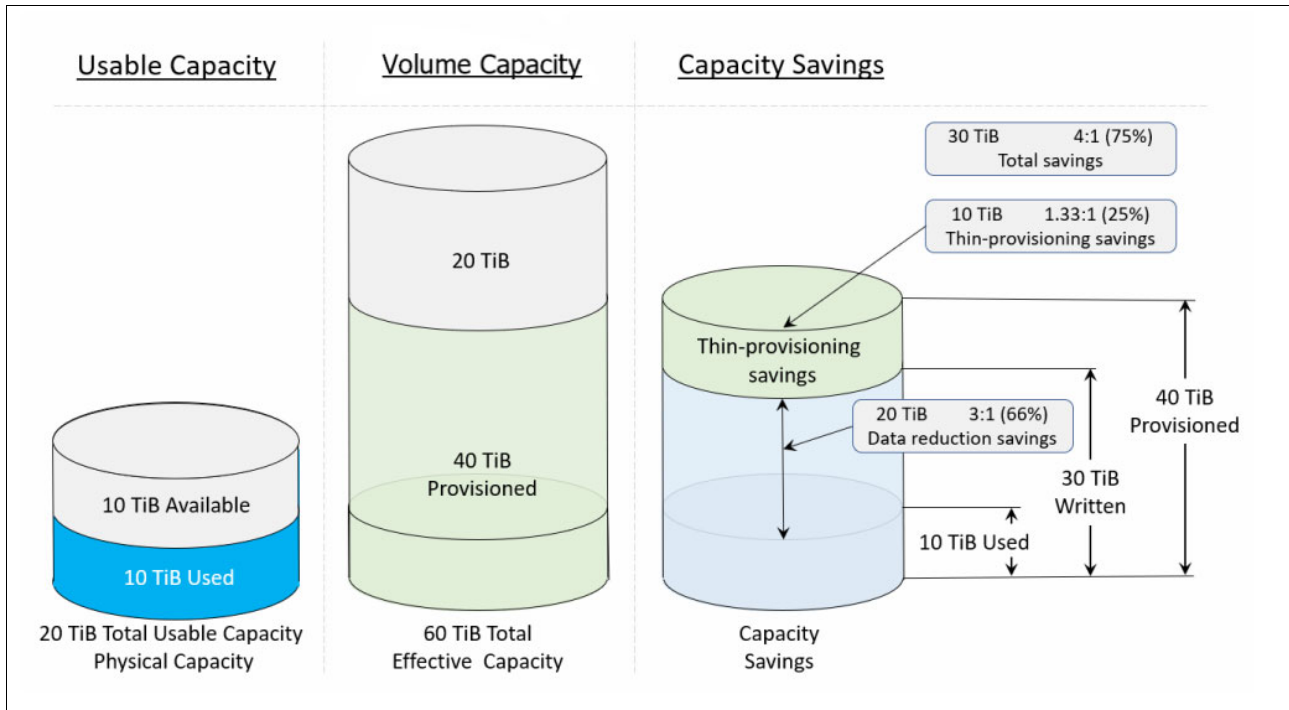 Usable Capacity
Volume Capacity
Capacity Savings
30 TiB 4:1 (75%)
Total savings
10 TiB 1.33:1 (25%)
Thin-provisioning savings
20 TiB
Thin-provisioning
savings
20 TiB 3:1 (66%)
Data reduction savings
40 TiB
Provisioned
30 TiB
Written
10 TiB Used
40 TiB
Provisioned
10 TiB Available
10 TiB Used
20 TiB Total Usable Capacity
Physical Capacity
60 TiB Total
Effective Capacity
Capacity
Savings